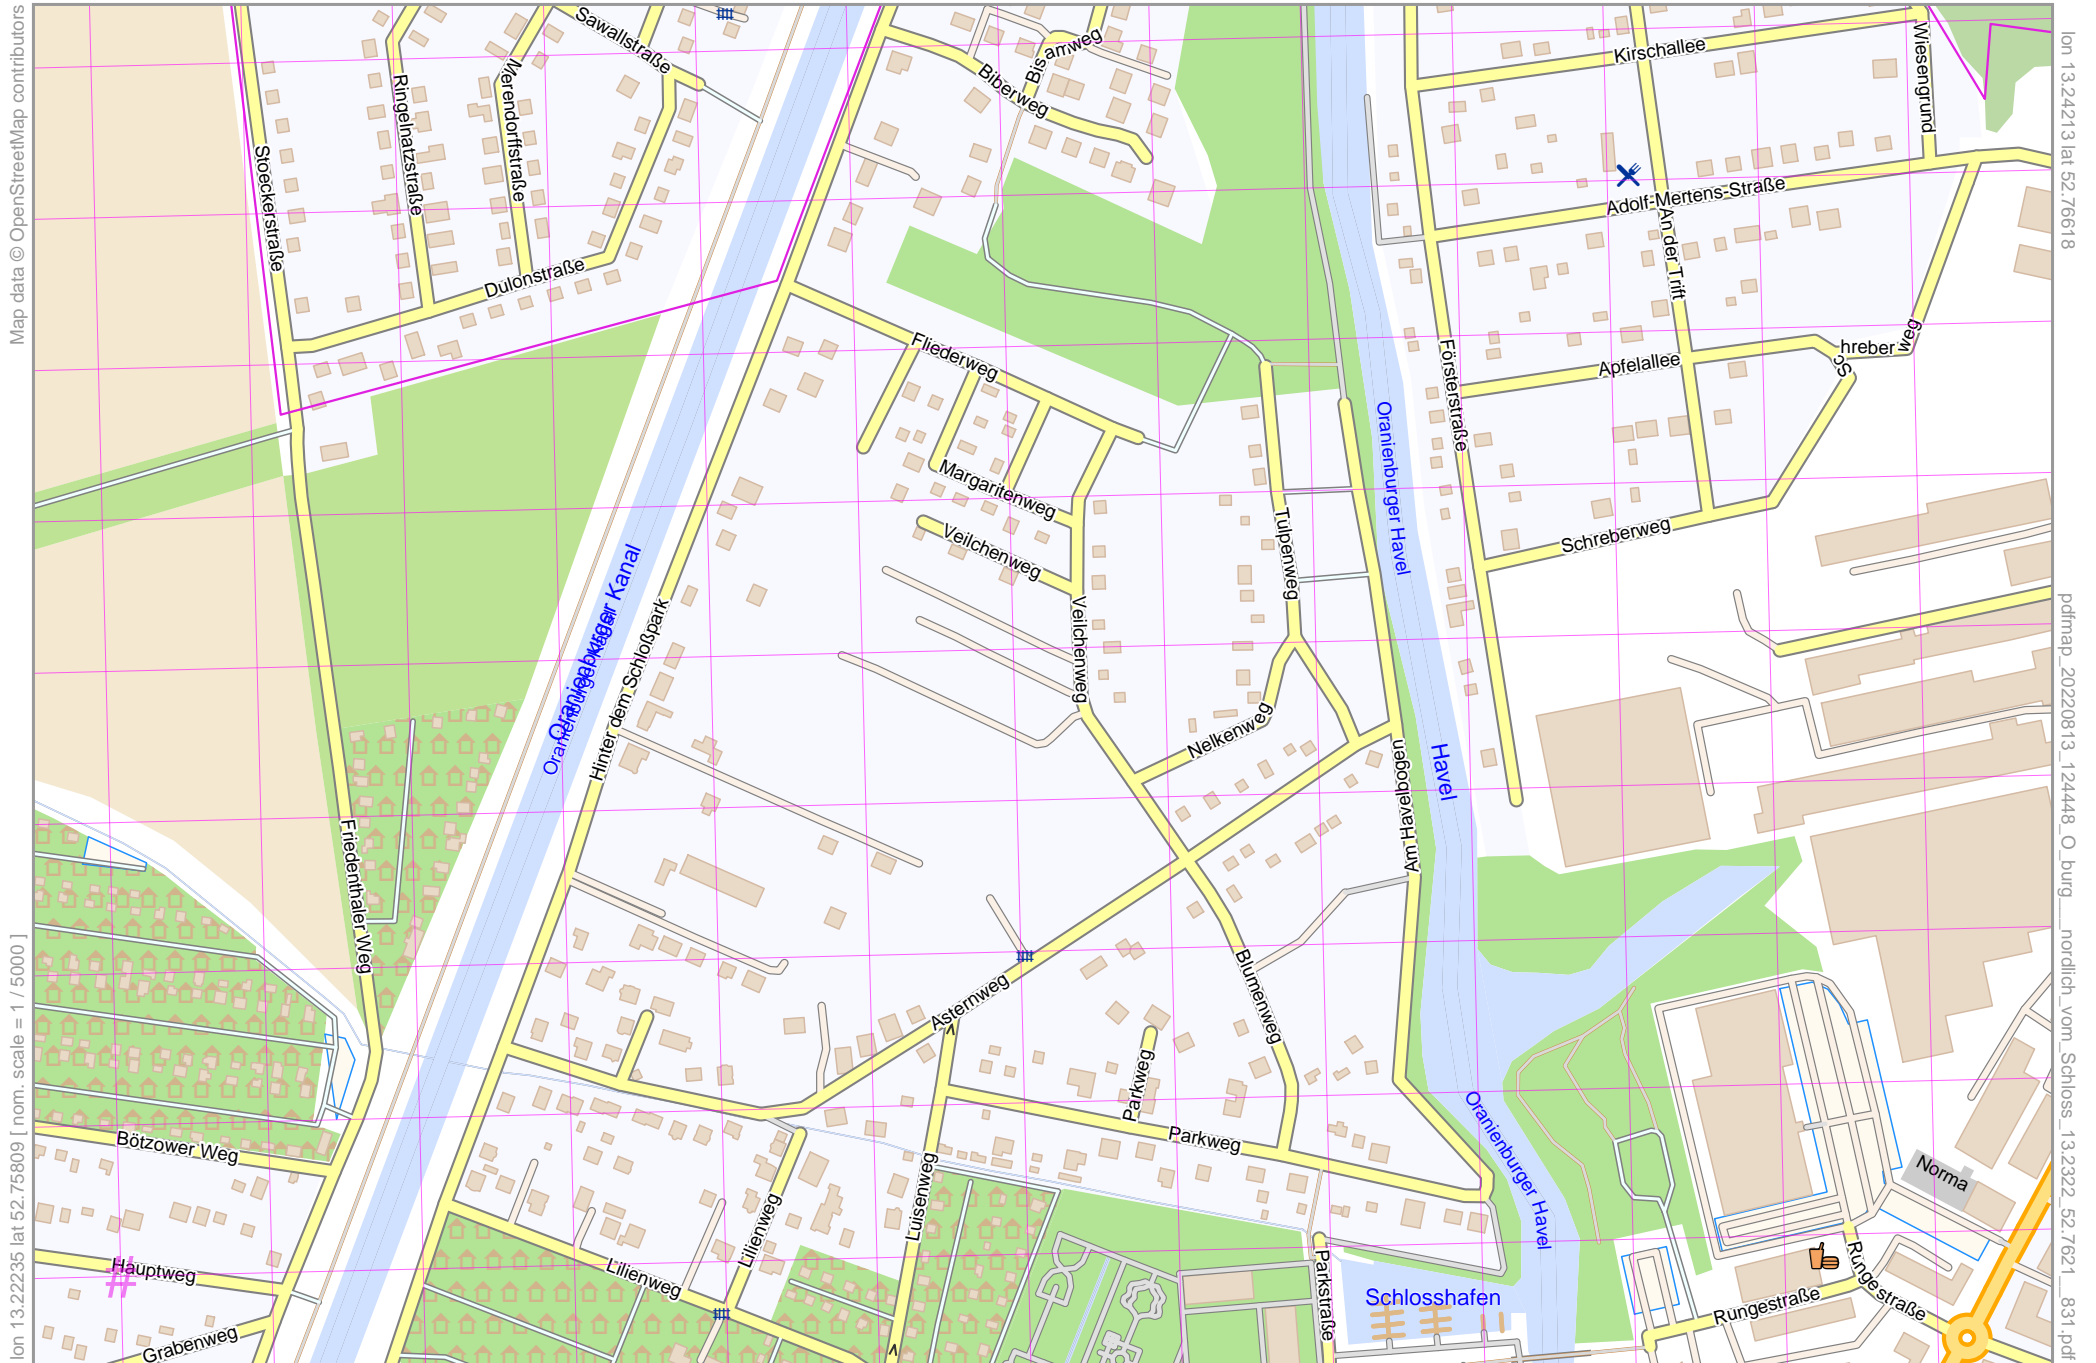 Map data © OpenStreetMap contributors
lon 13.22235 lat 52.75809 [ nom. scale = 1 / 5000 ]
lon 13.24213 lat 52.76618
pdfmap_20220813_124448_O_burg___nordlich_vom_Schloss_13.2322_52.7621__831.pdf
Sawallstraße
Werendorffstraße
Ringelnatzstraße
Stoeckerstraße
Dulonstraße
Bisamweg
Biberweg
Kirschallee
Wiesengrund
Adolf-Mertens-Straße
An der Trift
Försterstraße
Apfelallee
Schreberweg
Schreberweg
Fliederweg
Margaritenweg
Veilchenweg
Veilchenweg
Tulpenweg
Oranienburger Havel
Oranienburger Kanal
Oranienburger Kanal
Hinter dem Schloßpark
Nelkenweg
Am Havelbogen
Havel
Friedenthaler Weg
Asternweg
Blumenweg
Parkweg
Parkweg
Oranienburger Havel
Bötzower Weg
Hauptweg
#
Grabenweg
Luisenweg
Lilienweg
Lilienweg
Parkstraße
Schlosshafen
Norma
Rungestraße
Rungestraße